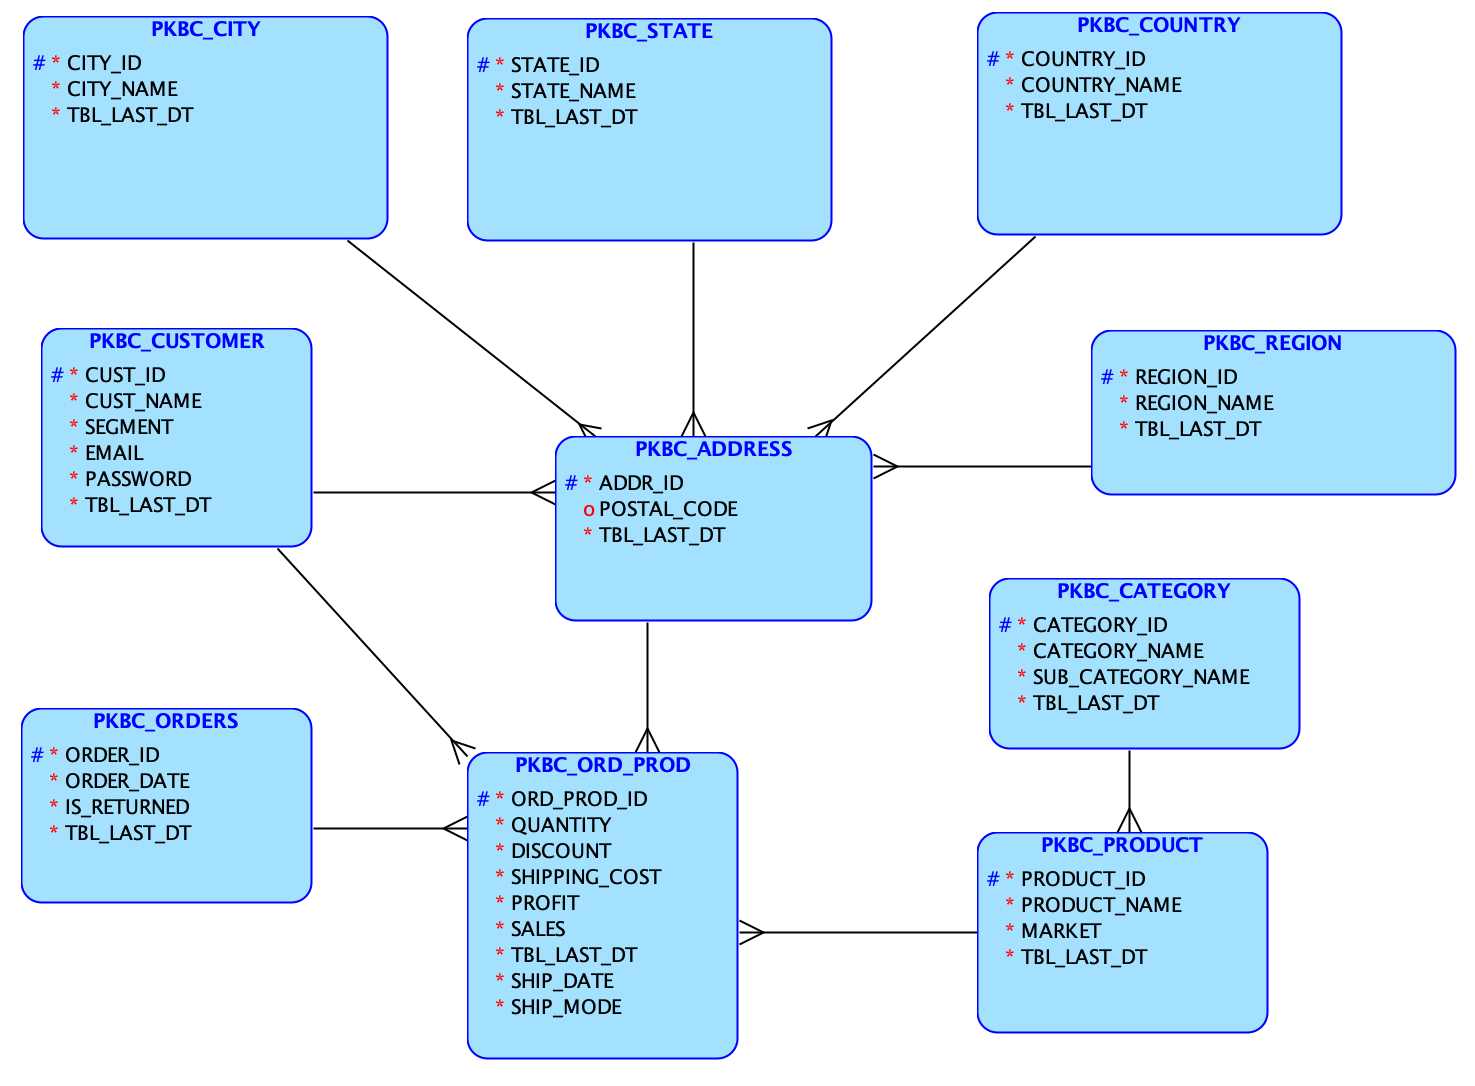 PKBC_CITY
# * CITY_ID
* CITY_NAME
* TBL_LAST_DT
PKBC_STATE
# * STATE_ID
* STATE_NAME
* TBL_LAST_DT
PKBC_COUNTRY
# * COUNTRY_ID
* COUNTRY_NAME
* TBL_LAST_DT
PKBC_CUSTOMER
# * CUST_ID
* CUST_NAME
* SEGMENT
* EMAIL
* PASSWORD
* TBL_LAST_DT
PKBC_ADDRESS
# * ADDR_ID
o POSTAL_CODE
* TBL_LAST_DT
PKBC_REGION
# * REGION_ID
* REGION_NAME
* TBL_LAST_DT
PKBC_CATEGORY
# * CATEGORY_ID
* CATEGORY_NAME
* SUB_CATEGORY_NAME
* TBL_LAST_DT
PKBC_ORDERS
# * ORDER_ID
* ORDER_DATE
* IS_RETURNED
* TBL_LAST_DT
PKBC_ORD_PROD
# * ORD_PROD_ID
* QUANTITY
* DISCOUNT
* SHIPPING_COST
* PROFIT
* SALES
* TBL_LAST_DT
* SHIP_DATE
* SHIP_MODE
PKBC_PRODUCT
# * PRODUCT_ID
* PRODUCT_NAME
* MARKET
* TBL_LAST_DT